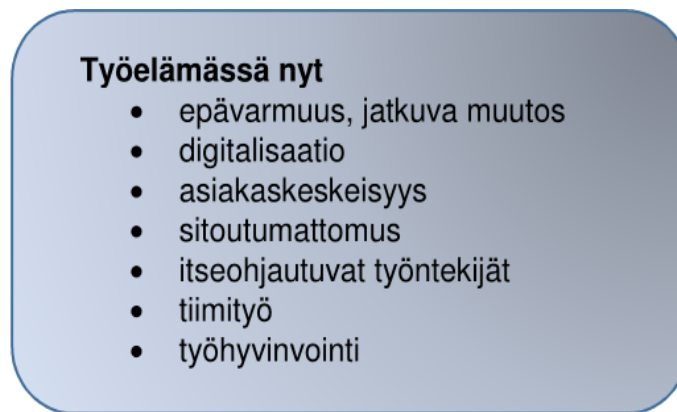 Työelämässä nyt
• epävarmuus, jatkuva muutos
• digitalisaatio
• asiakaskeskeisyys
• sitoutumattomus
• itseohjautuvat työntekijät
• tiimityö
• työhyvinvointi